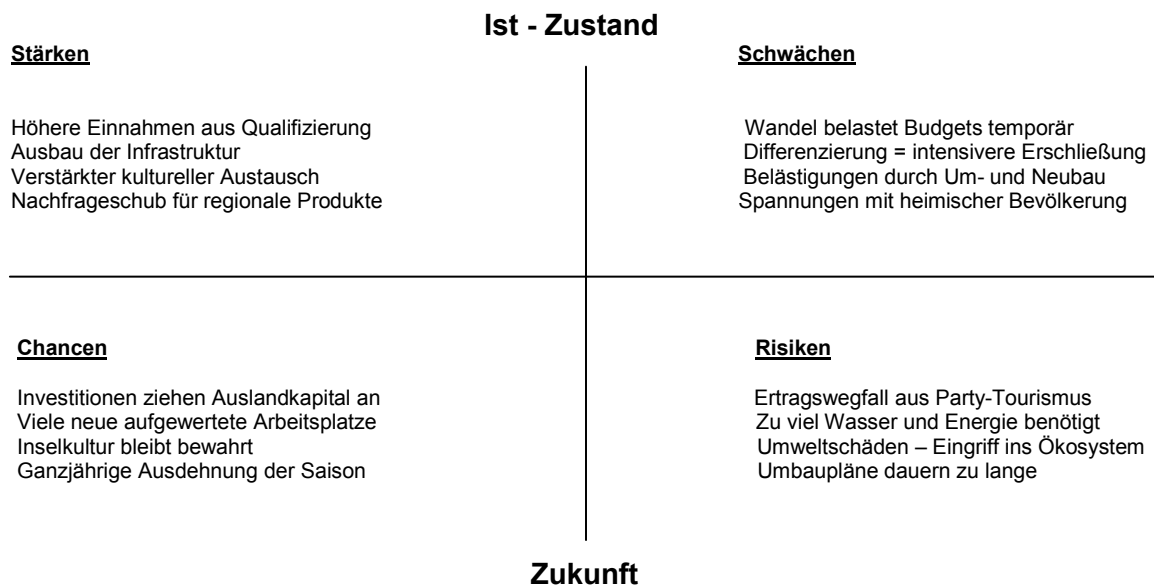 Ist - Zustand
Stärken
Höhere Einnahmen aus Qualifizierung
Ausbau der Infrastruktur
Verstärkter kultureller Austausch
Nachfrageschub für regionale Produkte
Schwächen
Wandel belastet Budgets temporär
Differenzierung = intensivere Erschließung
Belästigungen durch Um- und Neubau
Spannungen mit heimischer Bevölkerung
Chancen
Investitionen ziehen Auslandkapital an
Viele neue aufgewertete Arbeitsplatze
Inselkultur bleibt bewahrt
Ganzjährige Ausdehnung der Saison
Risiken
Ertragswegfall aus Party-Tourismus
Zu viel Wasser und Energie benötigt
Umweltschäden – Eingriff ins Ökosystem
Umbaupläne dauern zu lange
Zukunft